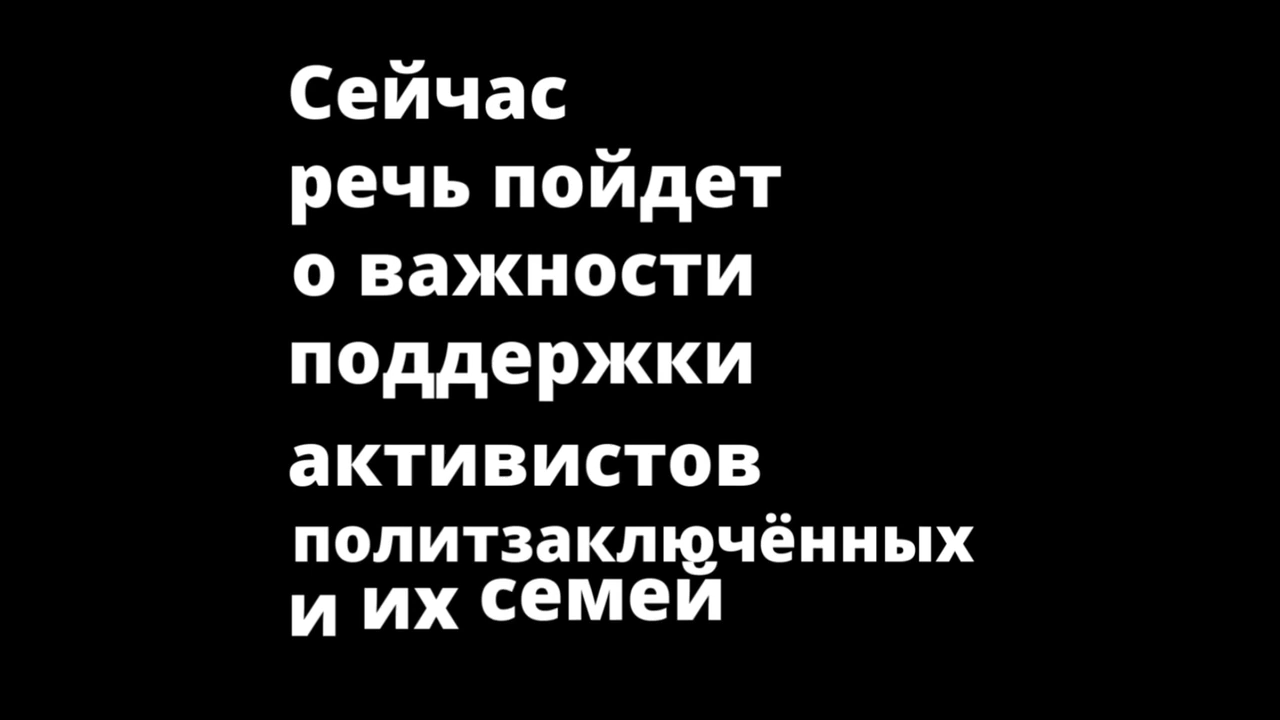 Сейчас
речь пойдет
о важности
поддержки
активистов
политзаключённых
и их семей